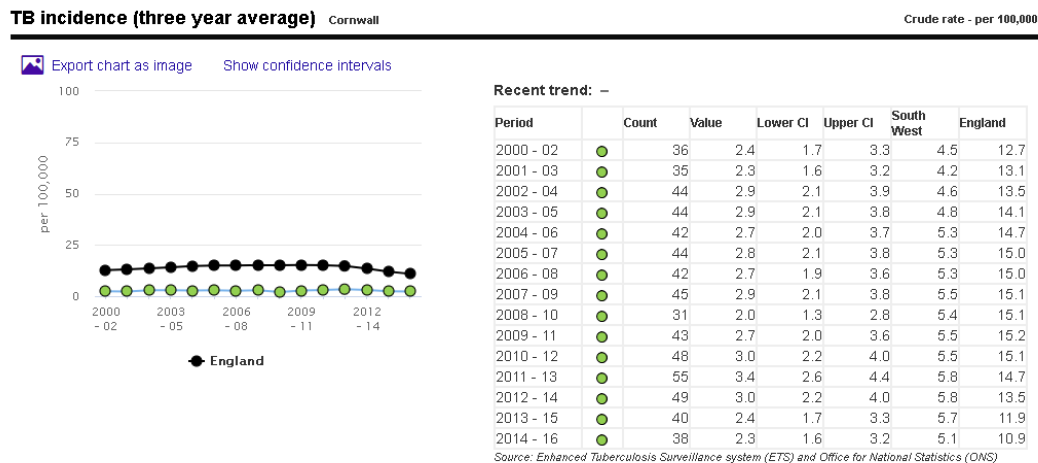 TB incidence (three year average) Cornwall Crude rate - per 100,000
Export chart as image Show confidence intervals
100
75
50
25
0
per 100,000
2000 - 02
2003 - 05
2006 - 08
2009 - 11
2012 - 14
England
Recent trend: –
Period Count Value Lower CI Upper CI South West England
2000 - 02 36 2.4 1.7 3.3 4.5 12.7
2001 - 03 35 2.3 1.6 3.2 4.2 13.1
2002 - 04 44 2.9 2.1 3.9 4.6 13.5
2003 - 05 44 2.9 2.1 3.8 4.8 14.1
2004 - 06 42 2.7 2.0 3.7 5.3 14.7
2005 - 07 44 2.8 2.1 3.8 5.3 15.0
2006 - 08 42 2.7 1.9 3.6 5.3 15.0
2007 - 09 45 2.9 2.1 3.8 5.5 15.1
2008 - 10 31 2.0 1.3 2.8 5.4 15.1
2009 - 11 43 2.7 2.0 3.6 5.5 15.2
2010 - 12 48 3.0 2.2 4.0 5.5 15.1
2011 - 13 55 3.4 2.6 4.4 5.8 14.7
2012 - 14 49 3.0 2.2 4.0 5.8 13.5
2013 - 15 40 2.4 1.7 3.3 5.7 11.9
2014 - 16 38 2.3 1.6 3.2 5.1 10.9
Source: Enhanced Tuberculosis Surveillance system (ETS) and Office for National Statistics (ONS)